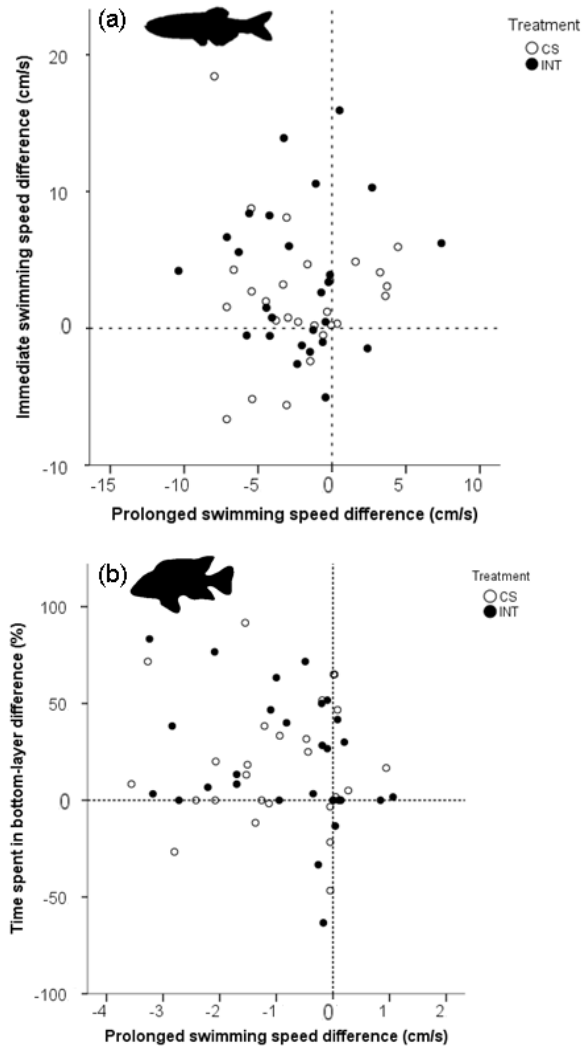 (a)
Treatment
CS
INT
20
10
0
-10
-15
-10
-5
0
5
10
Immediate swimming speed difference (cm/s)
Prolonged swimming speed difference (cm/s)
(b)
Treatment
CS
INT
100
50
0
-50
-100
-4
-3
-2
-1
0
1
2
Time spent in bottom-layer difference (%)
Prolonged swimming speed difference (cm/s)